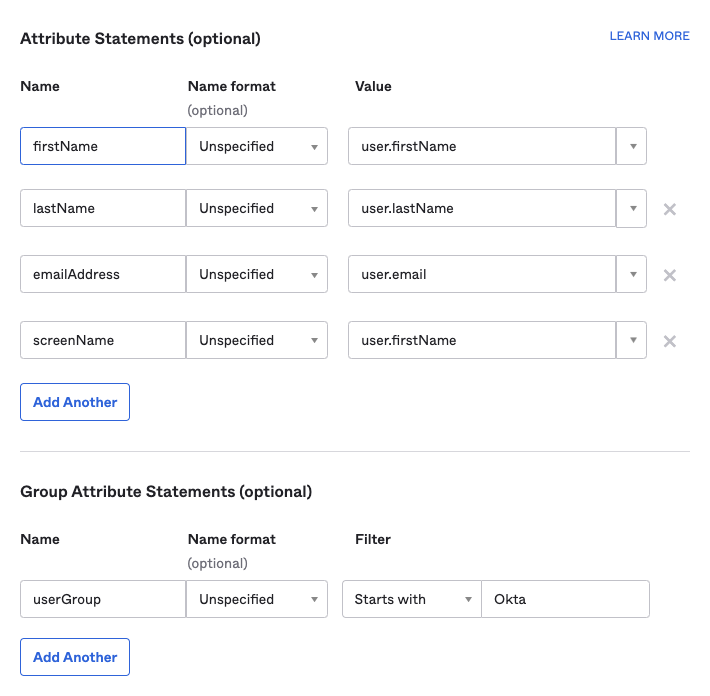 Attribute Statements (optional) LEARN MORE
Name Name format Value
(optional)
firstName Unspecified user.firstName
lastName Unspecified user.lastName
emailAddress Unspecified user.email
screenName Unspecified user.firstName
Add Another
Group Attribute Statements (optional)
Name Name format Filter
(optional)
userGroup Unspecified Starts with Okta
Add Another